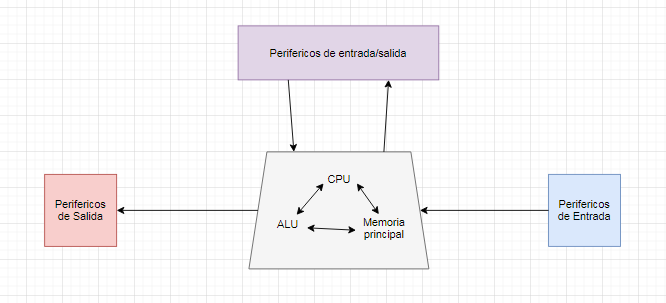 Perifericos de entrada/salida
CPU
Perifericos
de Salida
ALU
Memoria
principal
Perifericos
de Entrada